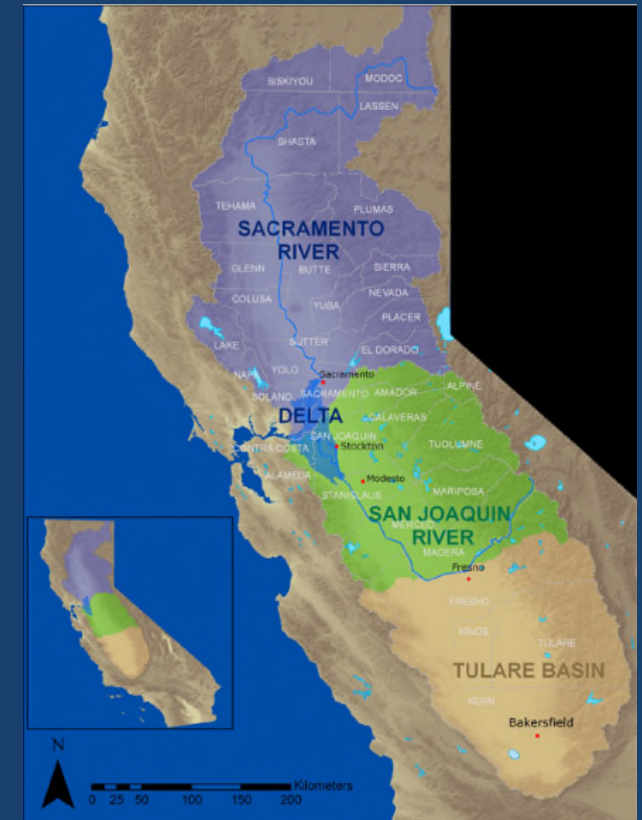 SISKIYOU
MODOC
LASSEN
SHASTA
TEHAMA
PLUMAS
SACRAMENTO
RIVER
GLENN
BUTTE
SIERRA
COLUSA
NEVADA
YUBA
PLACER
LAKE
SUTTER
EL DORADO
NAPA
YOLO
Sacramento
ALPINE
SOLANO
SACRAMENTO
AMADOR
DELTA
CALAVERAS
SAN JOAQUIN
Stockton
TUOLUMNE
CONTRA COSTA
ALAMEDA
Modesto
STANISLAUS
MARIPOSA
SAN JOAQUIN
RIVER
MERCED
MADERA
Fresno
FRESNO
KINGS
TULARE
TULARE BASIN
KERN
Bakersfield
N
Kilometers
0 25 50 100 150 200